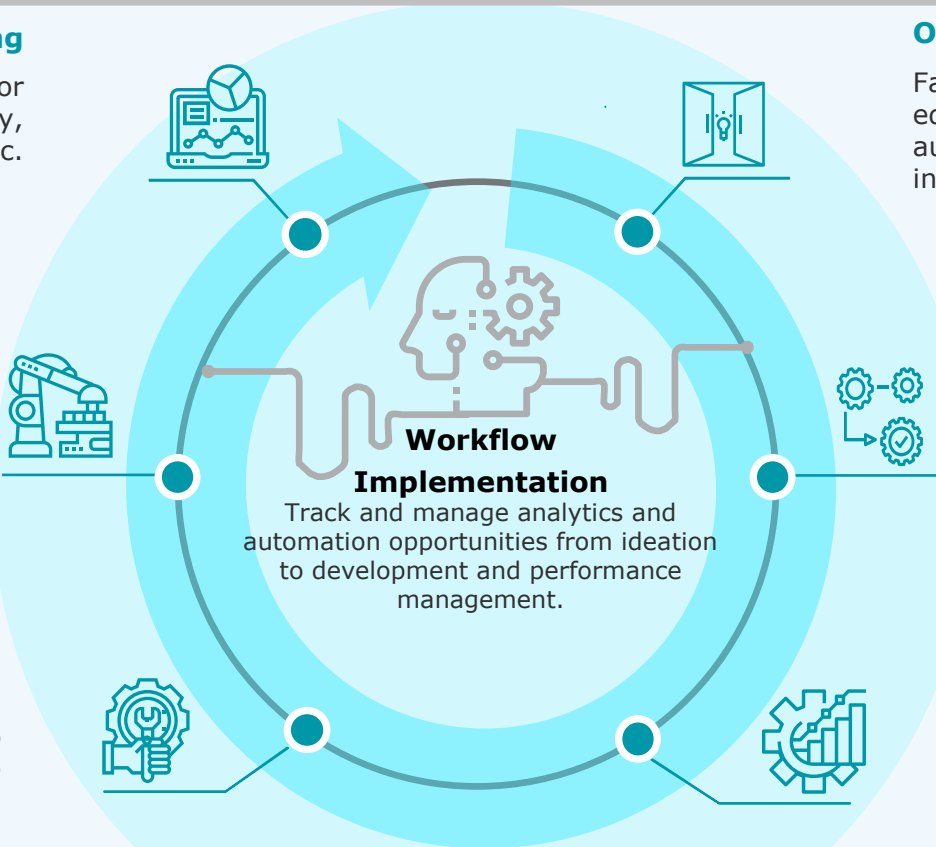 Workflow
Implementation
Track and manage analytics and
automation opportunities from ideation
to development and performance
management.